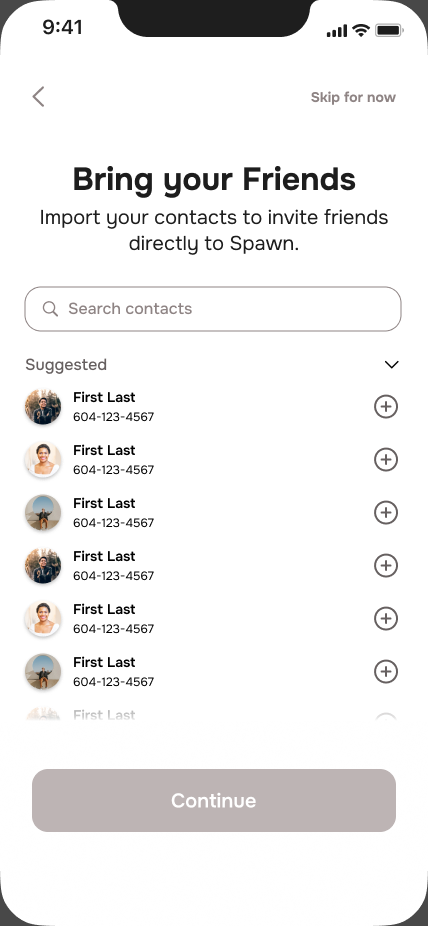 9:41
Skip for now
Bring your Friends
Import your contacts to invite friends
directly to Spawn.
Search contacts
Suggested
First Last
604-123-4567
First Last
604-123-4567
First Last
604-123-4567
First Last
604-123-4567
First Last
604-123-4567
First Last
604-123-4567
First Last
Continue